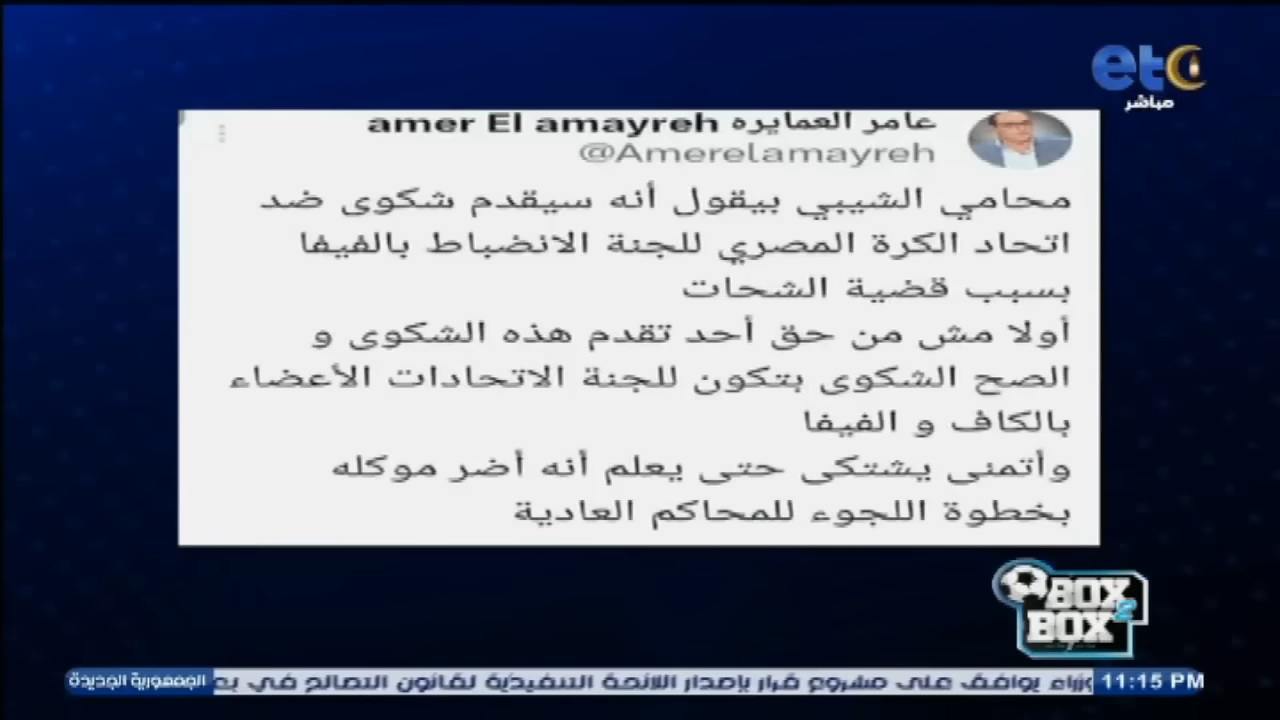 etc
مباشر
عامر العمايره amer El amayreh
@Amerelamayreh
محامي الشيبي بيقول أنه سيقدم شكوى ضد
اتحاد الكرة المصري للجنة الانضباط بالفيفا
بسبب قضية الشحات
أولا مش من حق أحد تقدم هذه الشكوى و
الصح الشكوى بتكون للجنة الاتحادات الأعضاء
بالكاف و الفيفا
وأتمنى يشتكى حتى يعلم أنه أضر موكله
بخطوة اللجوء للمحاكم العادية
BOX 2
BOX
الجمهورية الجديدة
يوافق على مشروع قرار بإصدار اللائحة التنفيذية لقانون التصالح في
11:15 PM